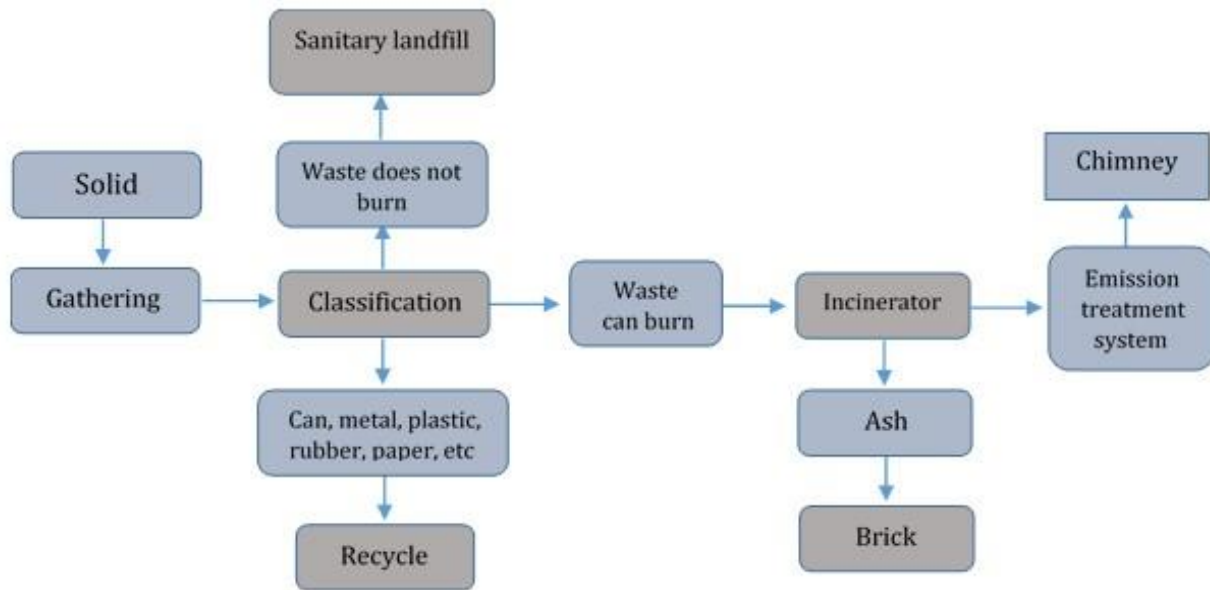 Sanitary landfill
Waste does not
burn
Solid
Chimney
Gathering
Classification
Waste
can burn
Incinerator
Emission
treatment
system
Can, metal, plastic,
rubber, paper, etc
Ash
Recycle
Brick